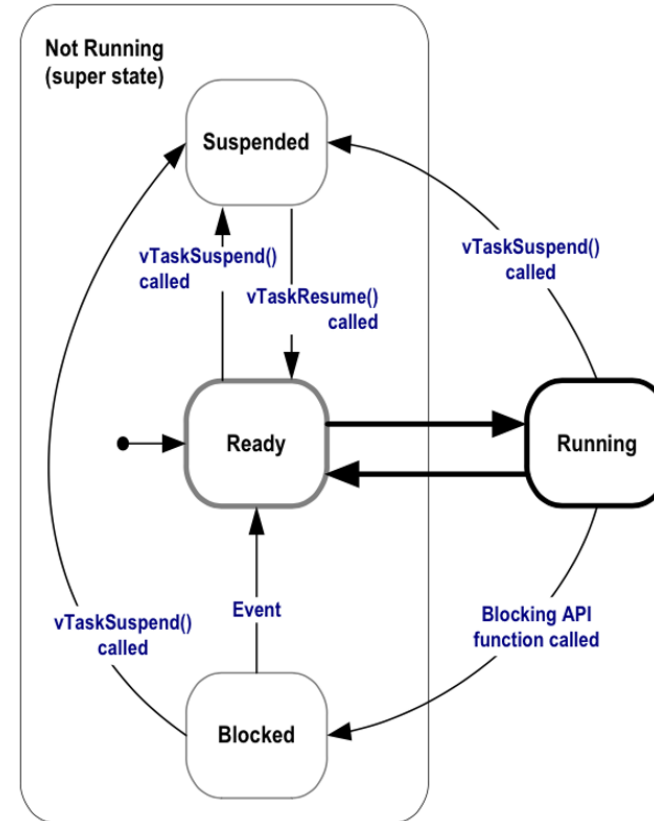 Not Running
(super state)
Suspended
vTaskSuspend()
called
vTaskSuspend()
called
vTaskResume()
called
Ready
Running
Event
vTaskSuspend()
called
Blocking API
function called
Blocked